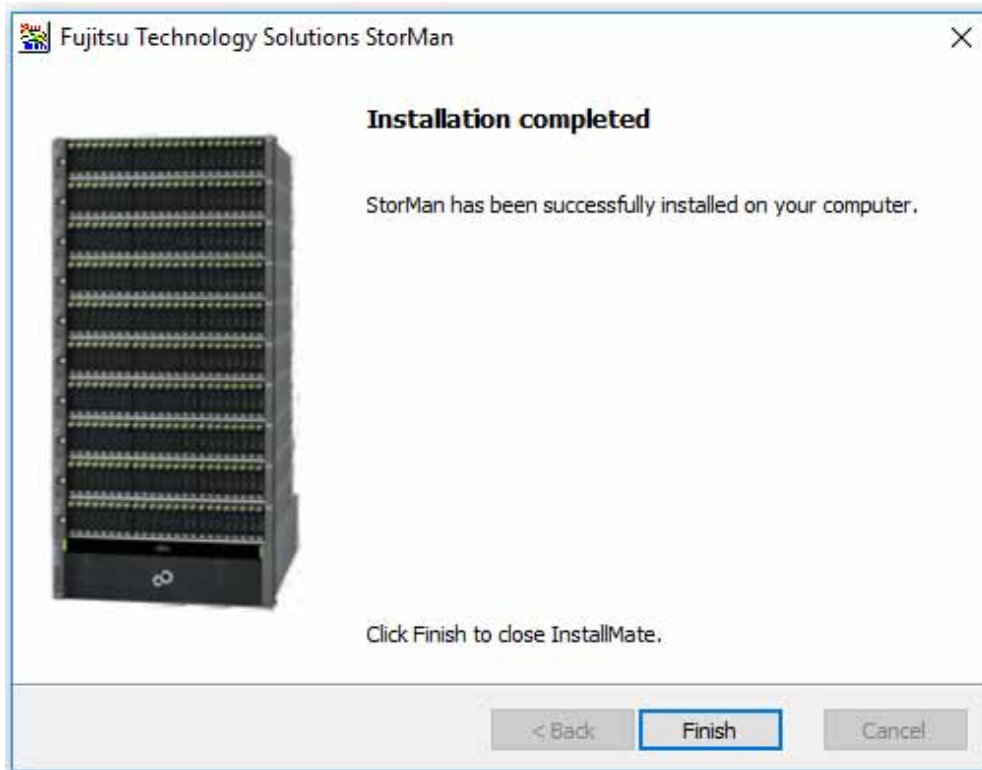 Fujitsu Technology Solutions StorMan
Installation completed
StorMan has been successfully installed on your computer.
Click Finish to close InstallMate.
< Back
Finish
Cancel